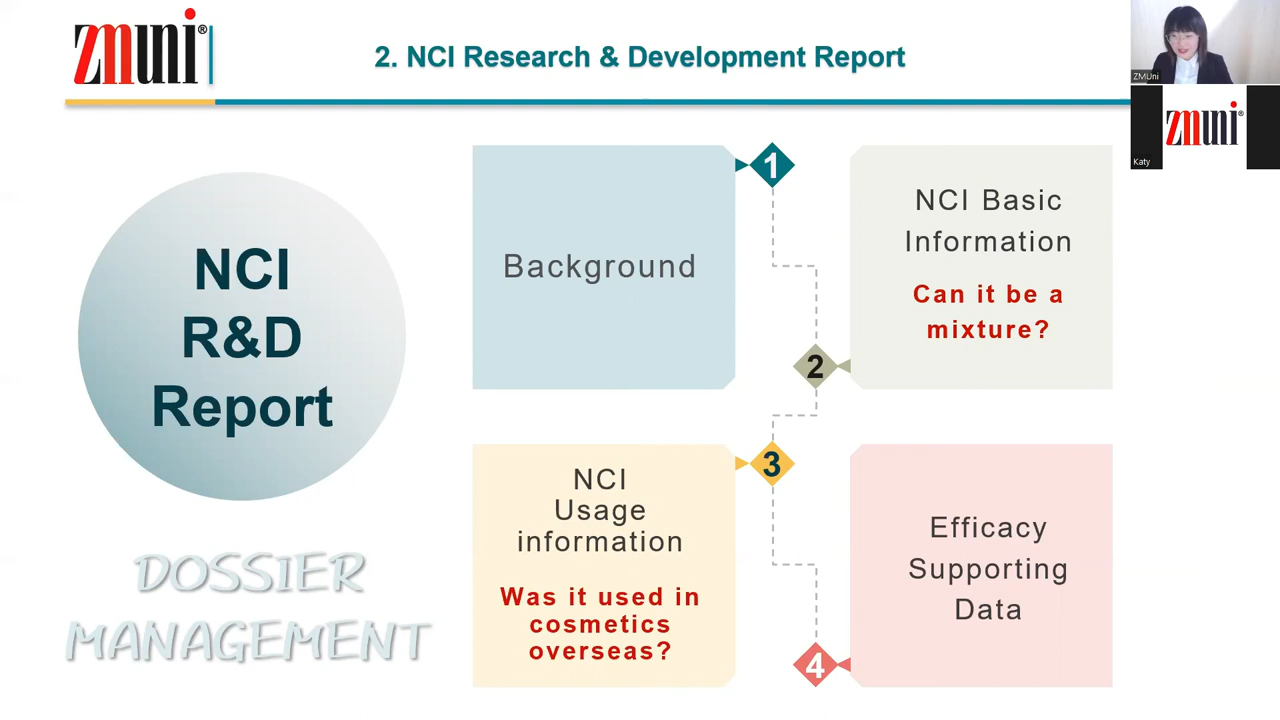 zmuni®
2. NCI Research & Development Report
ZMUni
zmuni®
Katy
NCI
R&D
Report
DOSSIER
MANAGEMENT
Background
1
NCI Basic
Information
Can it be a
mixture?
2
NCI
Usage
information
Was it used in
cosmetics
overseas?
3
Efficacy
Supporting
Data
4